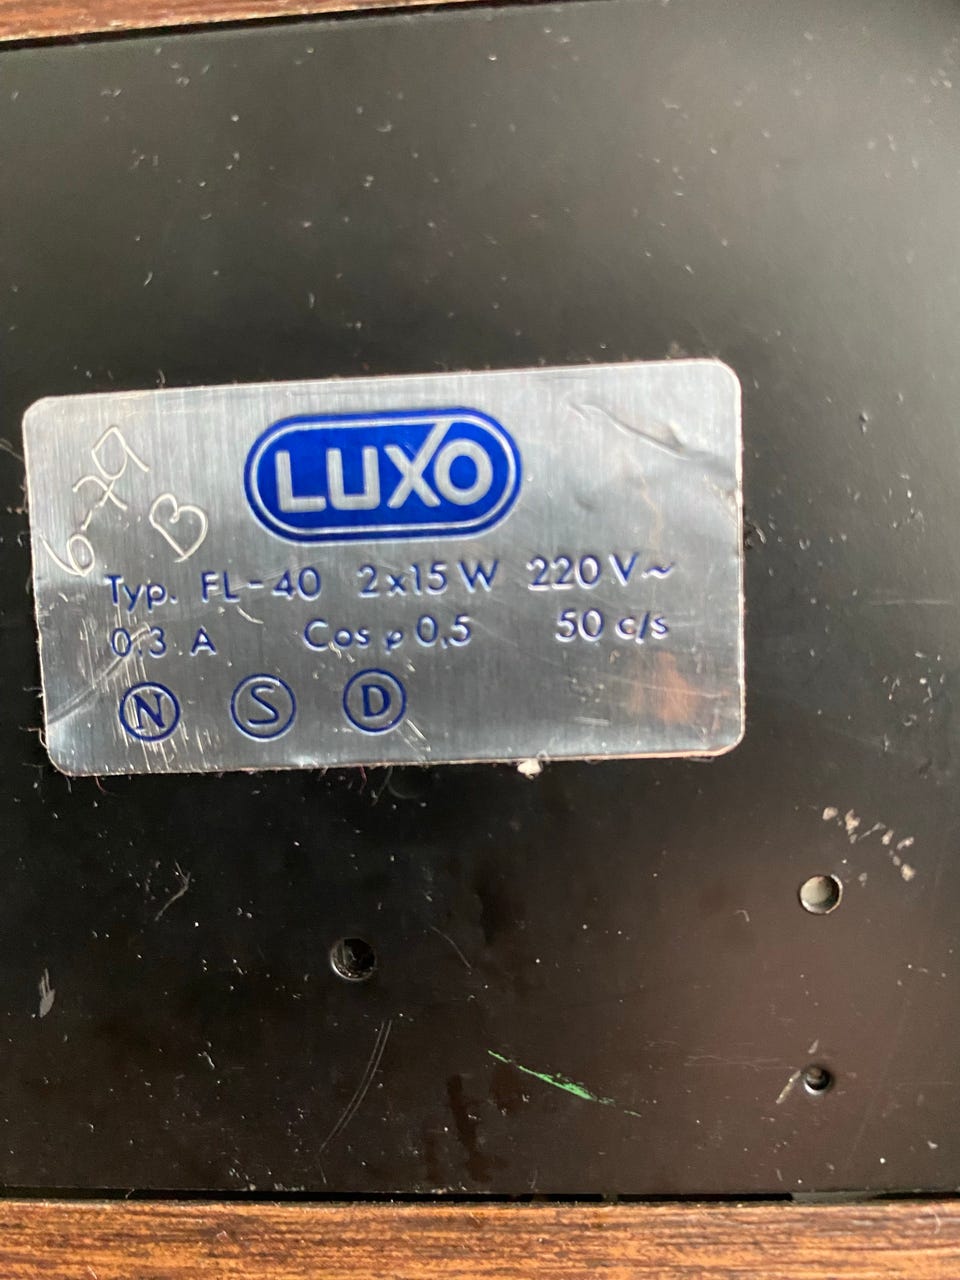 LUXO
6-79
B
Typ. FL-40 2x15 W 220 V~
0.3 A Cos φ 0,5 50 c/s
N S D